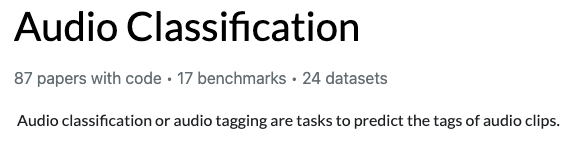 Audio Classification
87 papers with code • 17 benchmarks • 24 datasets
Audio classification or audio tagging are tasks to predict the tags of audio clips.